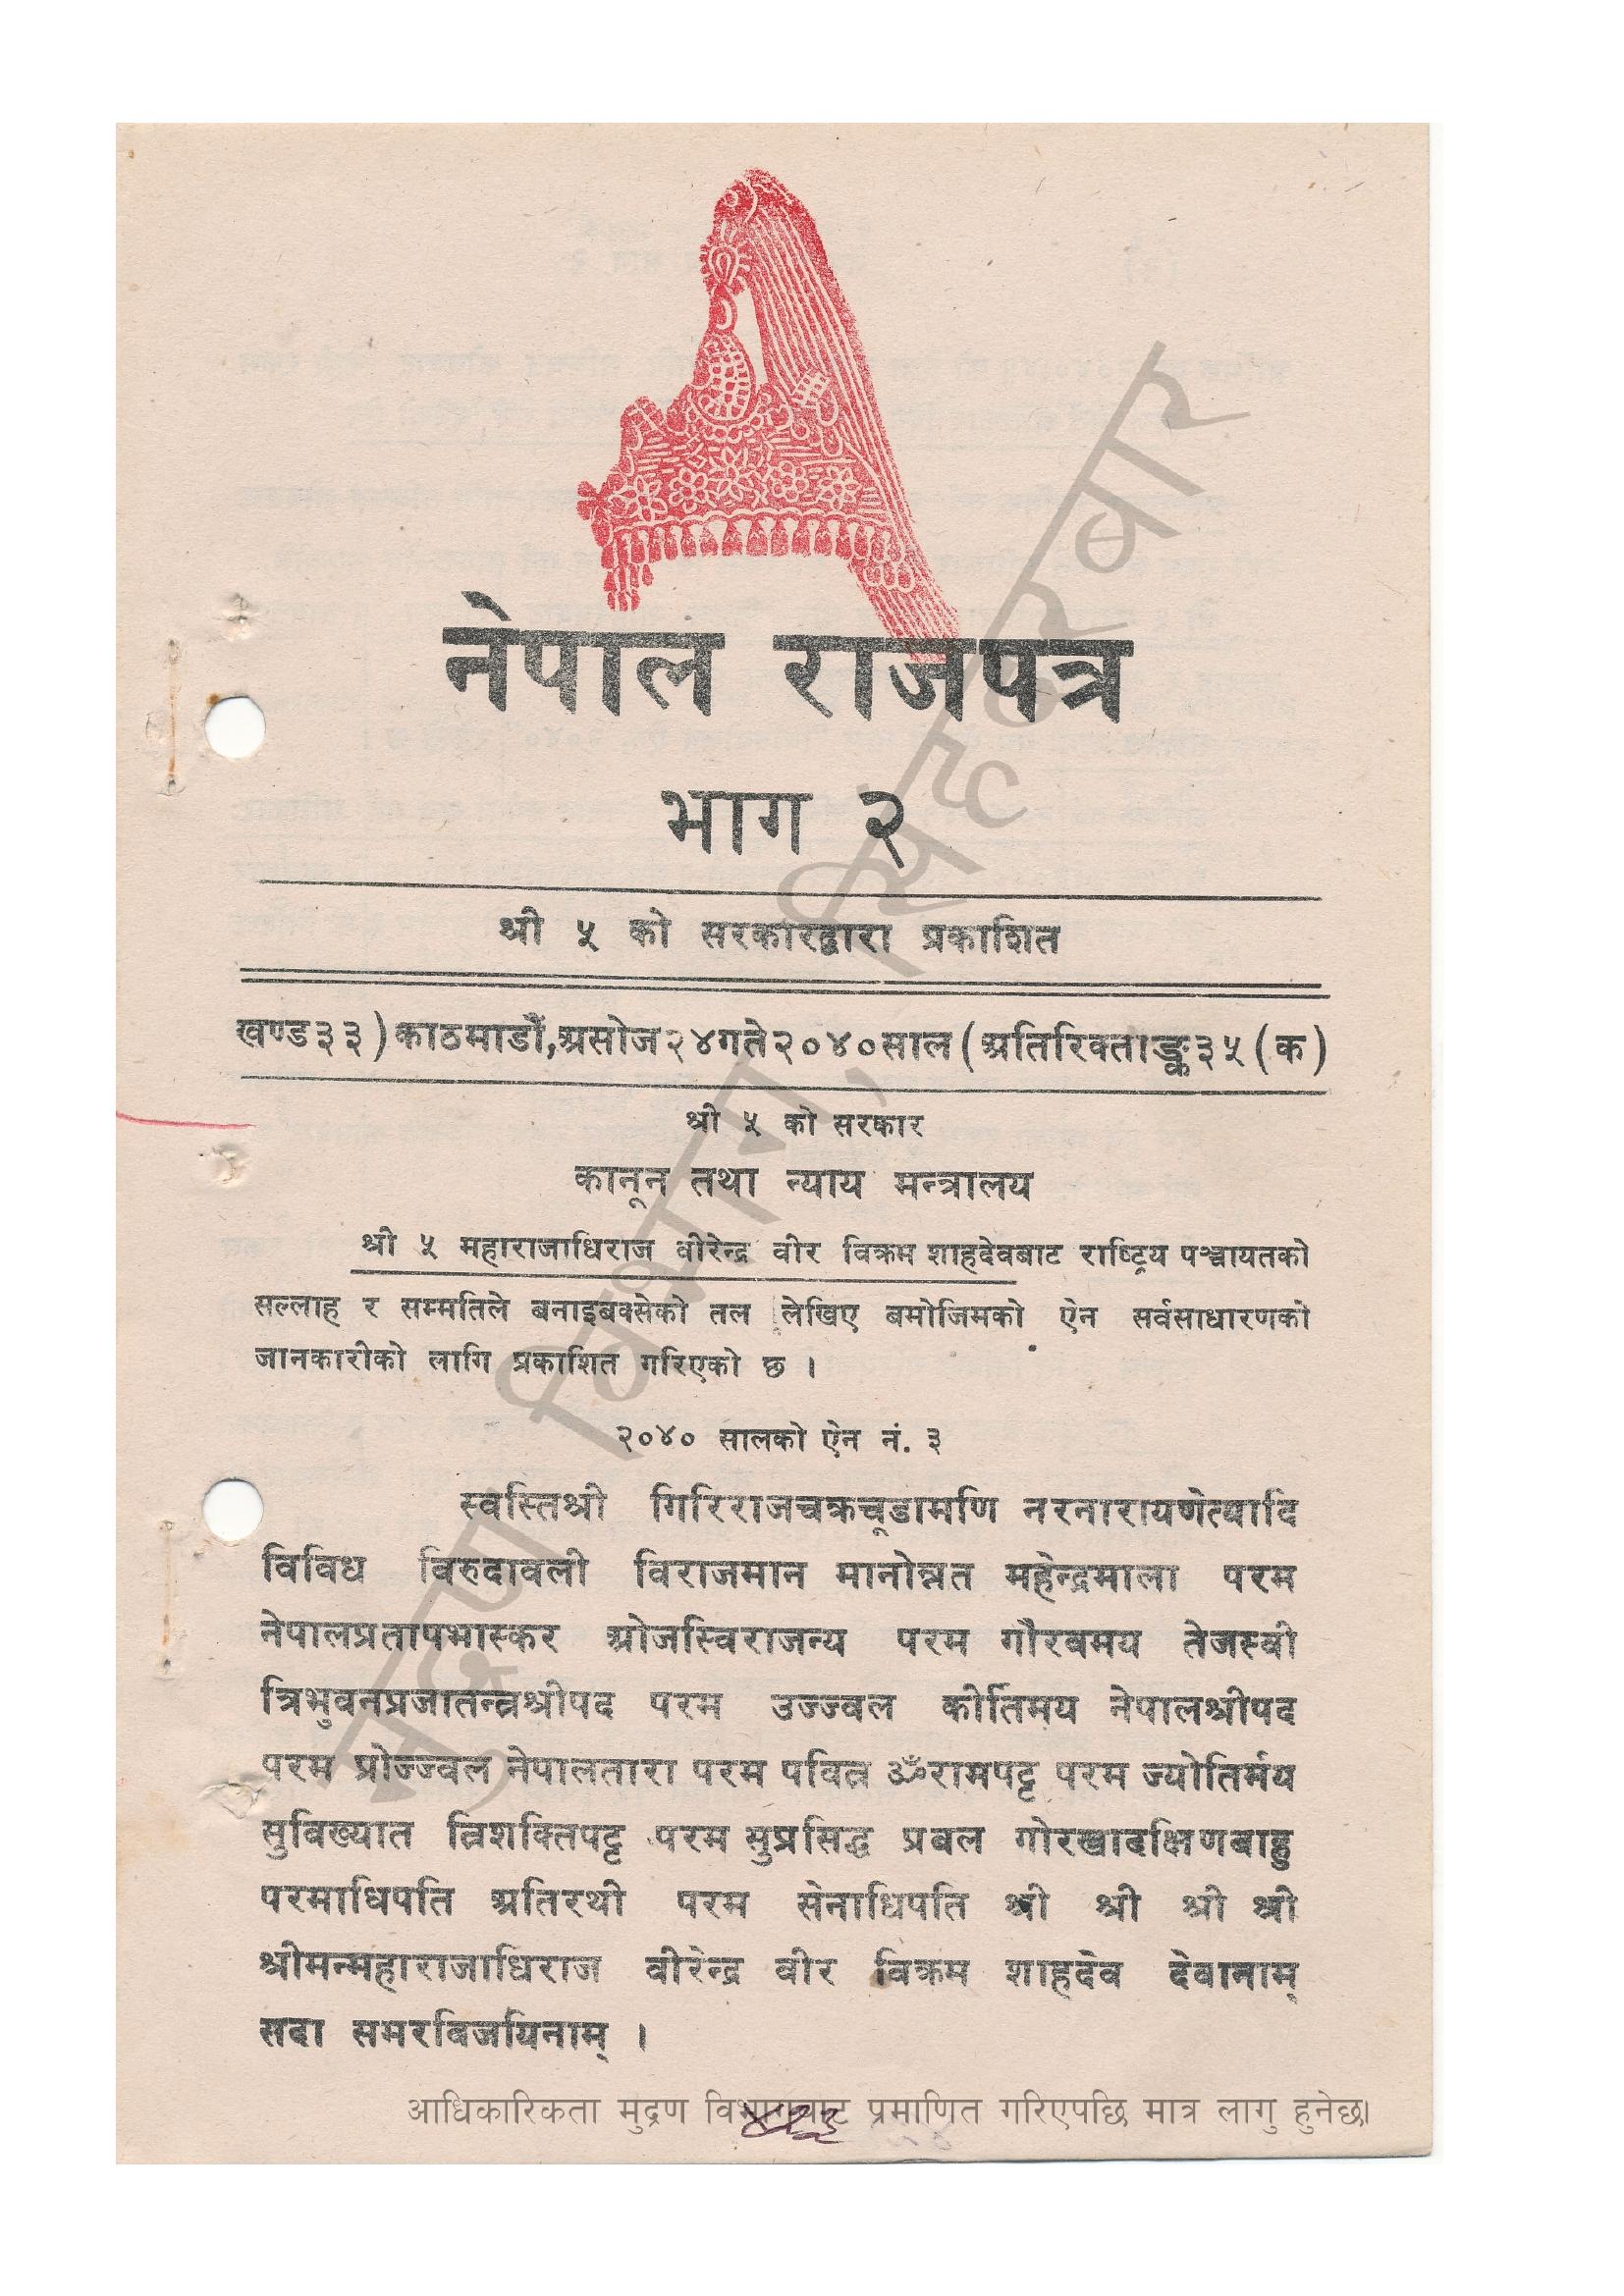 नेपाल राजपत्र
भाग २
श्री ५ को सरकारद्वारा प्रकाशित
खण्ड ३३) काठमाडौं, असोज २४ गते २०४० साल (अतिरिक्ताङ्क ३५ (क)
श्री ५ को सरकार
कानून तथा न्याय मन्त्रालय
श्री ५ महाराजाधिराज वीरेन्द्र वीर विक्रम शाहदेवबाट राष्ट्रिय पञ्चायतको
सल्लाह र सम्मतिले बनाइबक्सेको तल लेखिए बमोजिमको ऐन सर्वसाधारणको
जानकारीको लागि प्रकाशित गरिएको छ ।
२०४० सालको ऐन नं. ३
स्वस्तिश्री गिरिराजचक्रचूडामणि नरनारायणेत्यादि
विविध विरुदावली विराजमान मानोन्नत महेन्द्रमाला परम
नेपालप्रतापभास्कर ओजस्विराजन्य परम गौरवमय तेजस्वी
त्रिभुवनप्रजातन्त्रश्रीपद परम उज्ज्वल कीर्तिमय नेपालश्रीपद
परम प्रोज्ज्वल नेपालतारा परम पवित्र ॐरामपट्ट परम ज्योतिर्मय
सुविख्यात त्रिशक्तिपट्ट परम सुप्रसिद्ध प्रबल गोरखादक्षिणबाहु
परमाधिपति अतिरथी परम सेनाधिपति श्री श्री श्री श्री
श्रीमन्महाराजाधिराज वीरेन्द्र वीर विक्रम शाहदेव देवानाम्
सदा समरविजयिनाम् ।
आधिकारिकता मुद्रण विभागबाट प्रमाणित गरिएपछि मात्र लागु हुनेछ।
मुद्रण विभाग, सिंहदरबार